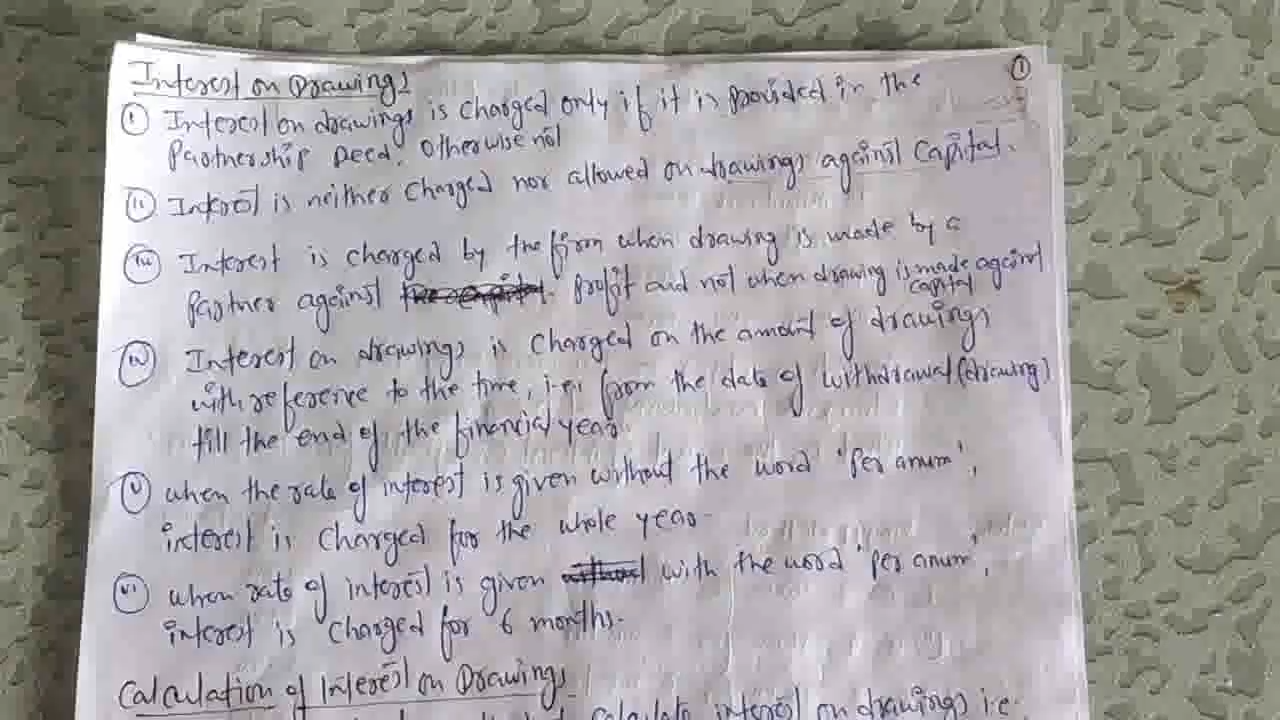 Interest on Drawings
①
① Interest on drawings is charged only if it is provided in the
Partnership Deed. Otherwise not
ⅱ Interest is neither charged nor allowed on drawings against capital.
ⅲ Interest is charged by the firm when drawing is made by a
Partner against profit and not when drawing is made against
capital
ⅳ Interest on drawings is charged on the amount of drawings
with reference to the time, i.e. from the date of withdrawal (drawing)
till the end of the financial year.
ⅴ when the rate of interest is given without the word 'Per anum',
interest is charged for the whole year.
ⅵ when rate of interest is given with the word 'Per anum',
interest is charged for 6 months.
Calculation of Interest on Drawings
calculate interest on drawings i.e.